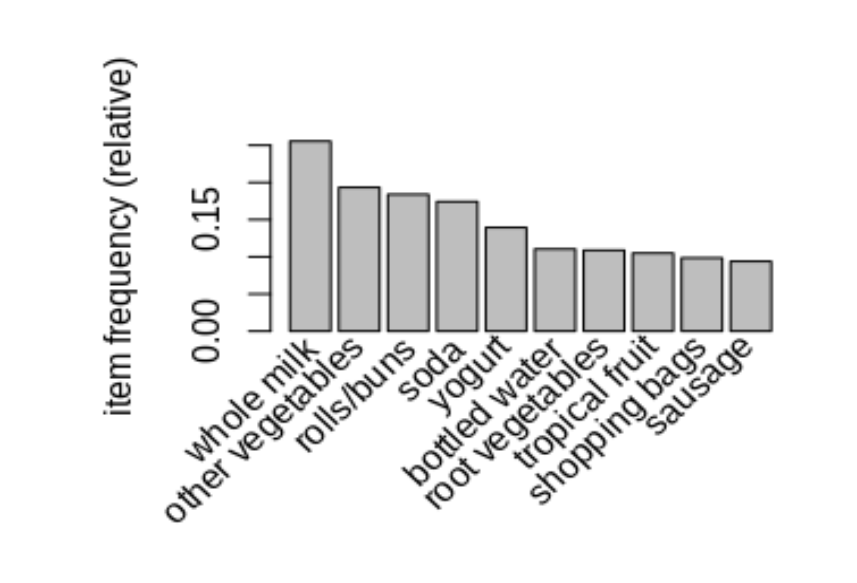 item frequency (relative)
0.15
0.00
whole milk
other vegetables
rolls/buns
soda
yogurt
bottled water
root vegetables
tropical fruit
shopping bags
sausage